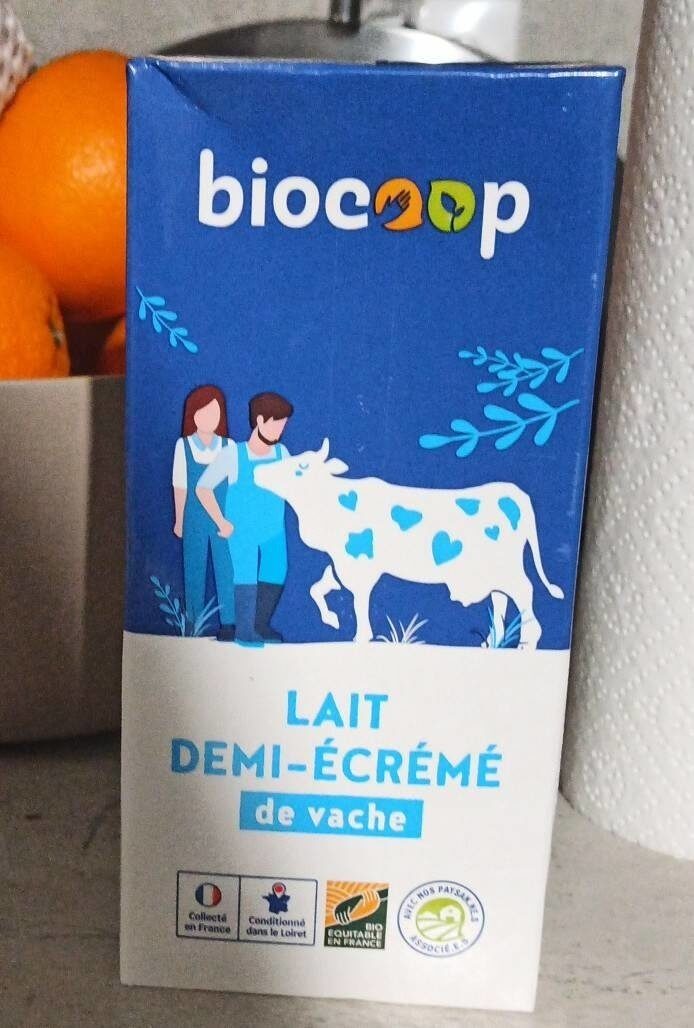 biocoop
LAIT
DEMI-ÉCRÉMÉ
de vache
Collecté
en France
Conditionné
dans le Loiret
BIO
EQUITABLE
EN FRANCE
AVEC NOS PAYSAN.NE.S
ASSOCIÉ.E.S